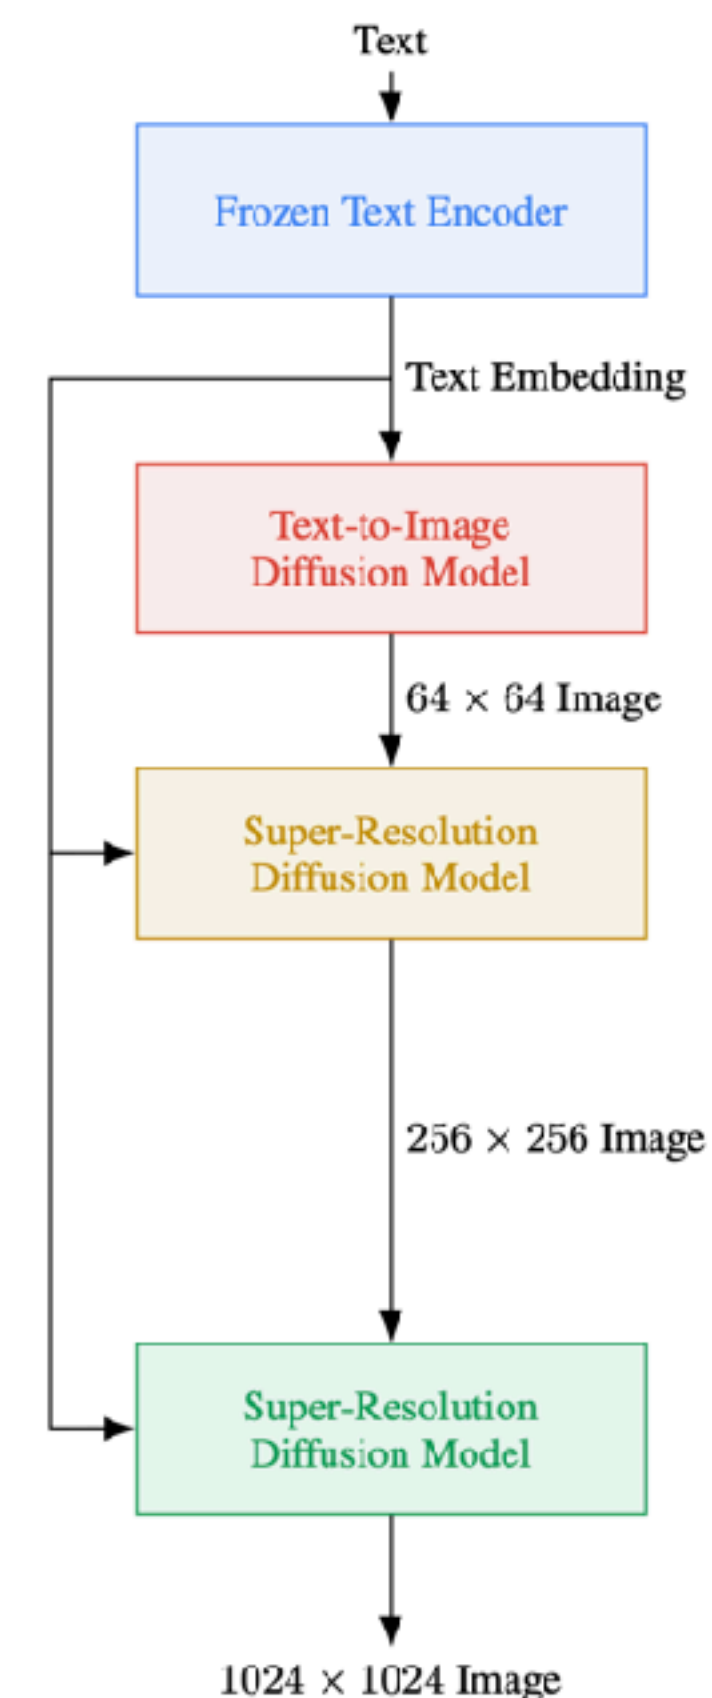 Text
Frozen Text Encoder
Text Embedding
Text-to-Image
Diffusion Model
64 × 64 Image
Super-Resolution
Diffusion Model
256 × 256 Image
Super-Resolution
Diffusion Model
1024 × 1024 Image